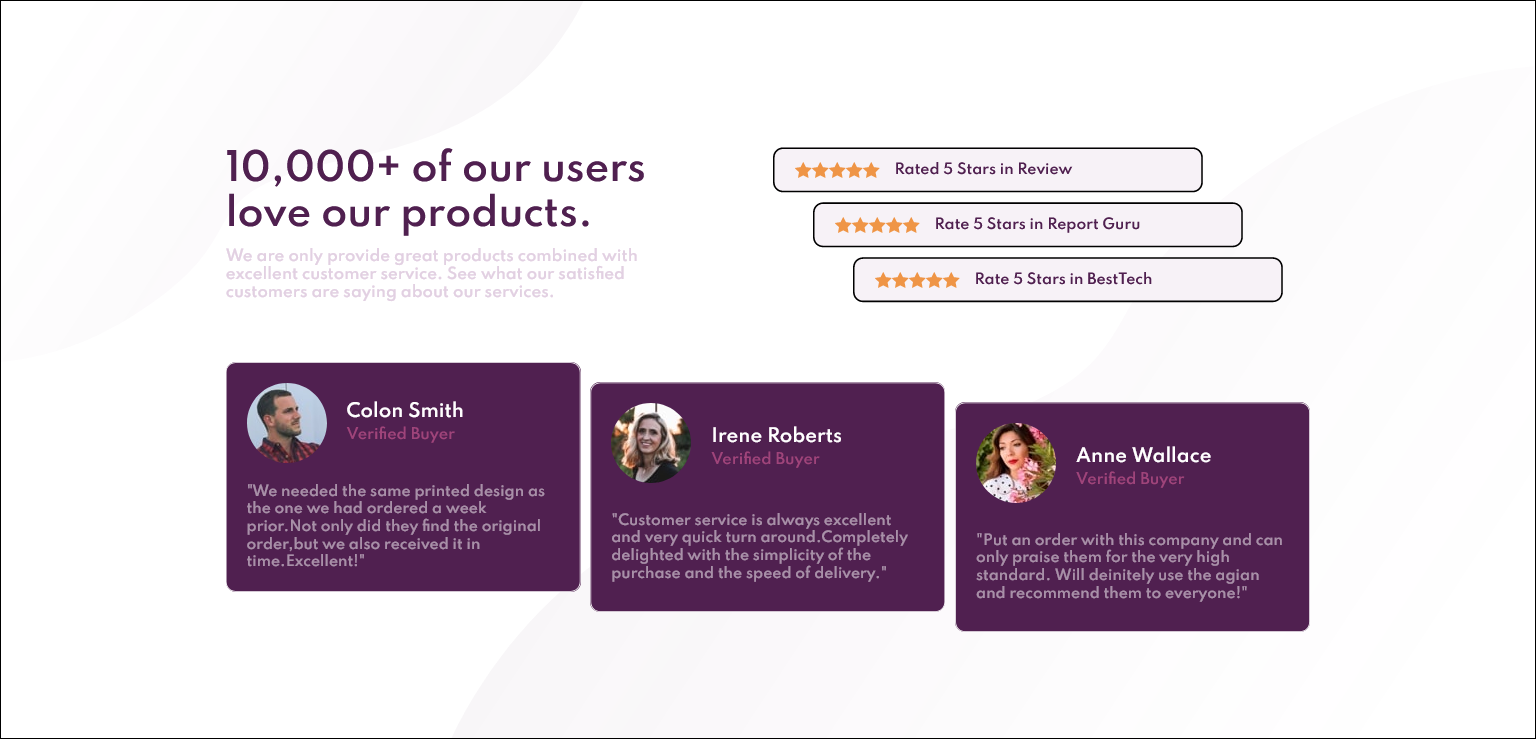 10,000+ of our users
love our products.
We are only provide great products combined with
excellent customer service. See what our satisfied
customers are saying about our services.
Rated 5 Stars in Review
Rate 5 Stars in Report Guru
Rate 5 Stars in BestTech
Colon Smith
Verified Buyer
"We needed the same printed design as
the one we had ordered a week
prior.Not only did they find the original
order,but we also received it in
time.Excellent!"
Irene Roberts
Verified Buyer
"Customer service is always excellent
and very quick turn around.Completely
delighted with the simplicity of the
purchase and the speed of delivery."
Anne Wallace
Verified Buyer
"Put an order with this company and can
only praise them for the very high
standard. Will deinitely use the agian
and recommend them to everyone!"